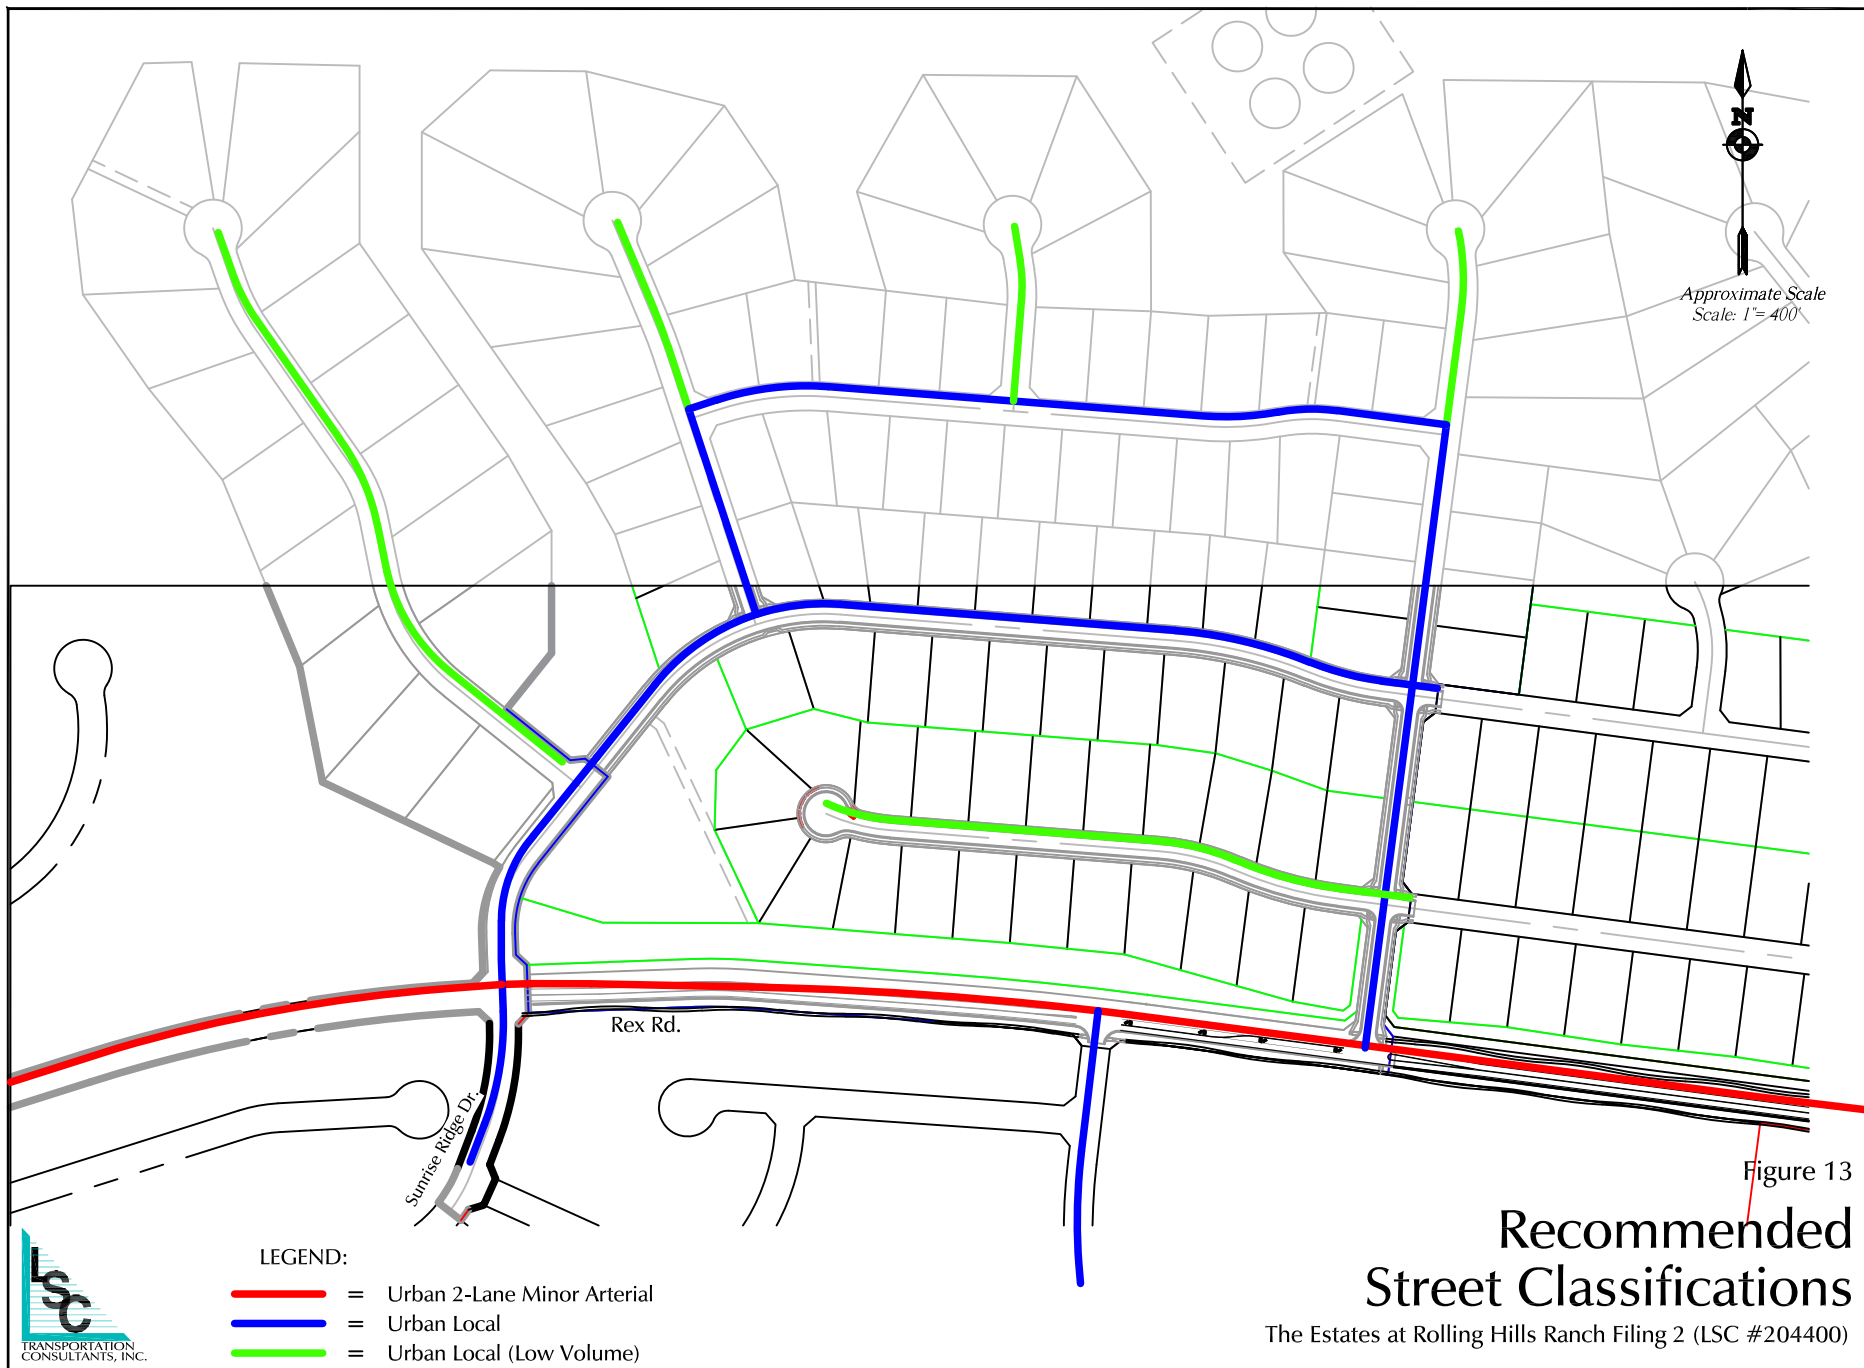 N
Approximate Scale
Scale: 1"= 400'
Rex Rd.
Sunrise Ridge Dr.
Figure 13
Recommended
Street Classifications
The Estates at Rolling Hills Ranch Filing 2 (LSC #204400)
LEGEND:
= Urban 2-Lane Minor Arterial
= Urban Local
= Urban Local (Low Volume)
LSC
TRANSPORTATION
CONSULTANTS, INC.